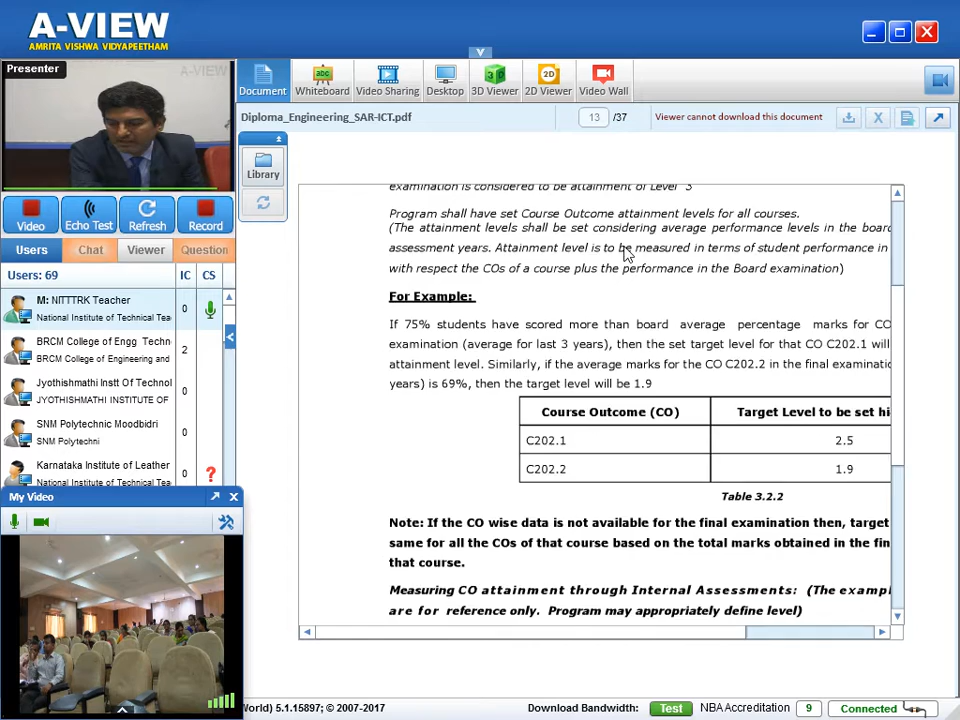 A-VIEW
AMRITA VISHWA VIDYAPEETHAM
Presenter
A-VIEW
Document
Whiteboard
Video Sharing
Desktop
3D Viewer
2D Viewer
Video Wall
Diploma_Engineering_SAR-ICT.pdf
13 /37
Viewer cannot download this document
Library
Video
Echo Test
Refresh
Record
Users
Chat
Viewer
Question
Users: 69
IC
CS
M: NITTTRK Teacher
National Institute of Technical Tea
0
BRCM College of Engg Techn
BRCM College of Engineering and
2
Jyothishmathi Instt Of Technol
JYOTHISHMATHI INSTITUTE OF
0
SNM Polytechnic Moodbidri
SNM Polytechni
0
Karnataka Institute of Leather
National Institute of Technical Tea
0
?
My Video
examination is considered to be attainment of Level 3
Program shall have set Course Outcome attainment levels for all courses.
(The attainment levels shall be set considering average performance levels in the board
assessment years. Attainment level is to be measured in terms of student performance in
with respect the COs of a course plus the performance in the Board examination)
For Example:
If 75% students have scored more than board average percentage marks for CO
examination (average for last 3 years), then the set target level for that CO C202.1 will
attainment level. Similarly, if the average marks for the CO C202.2 in the final examinatio
years) is 69%, then the target level will be 1.9
Course Outcome (CO)
Target Level to be set hi
C202.1
2.5
C202.2
1.9
Table 3.2.2
Note: If the CO wise data is not available for the final examination then, target
same for all the COs of that course based on the total marks obtained in the fin
that course.
Measuring CO attainment through Internal Assessments: (The exampl
are for reference only. Program may appropriately define level)
World) 5.1.15897; © 2007-2017
Download Bandwidth:
Test
NBA Accreditation
9
Connected